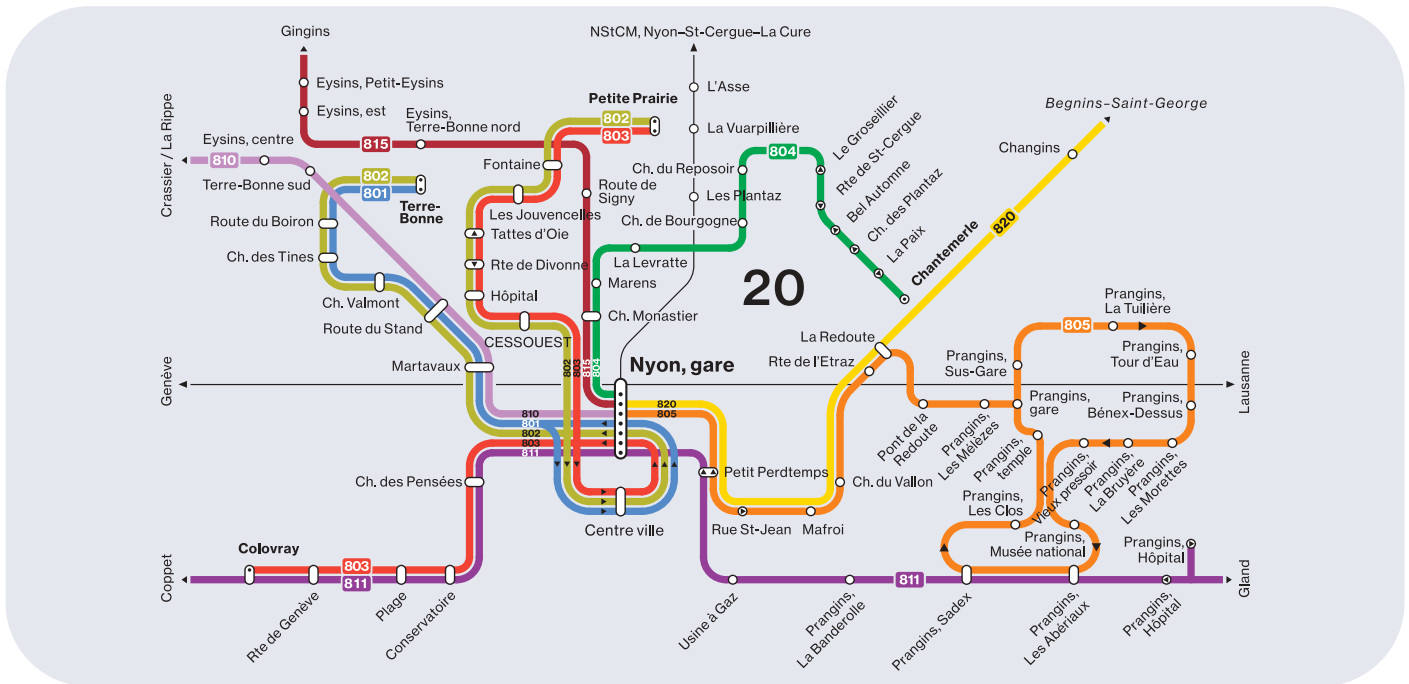 Gingins
NStCM, Nyon–St-Cergue–La Cure
Eysins, Petit-Eysins
L'Asse
Petite Prairie
Begnins–Saint-George
Eysins, est
Eysins,
Terre-Bonne nord
802
803
La Vuarpillière
Le Groseillier
Crassier / La Rippe
Eysins, centre
815
804
Changins
810
Fontaine
Ch. du Reposoir
Rte de St-Cergue
Terre-Bonne sud
802
801
Terre-
Bonne
Les Jouvencelles
Route de
Signy
Les Plantaz
Bel Automne
Ch. des Plantaz
La Paix
Chantemerle
820
Route du Boiron
Tattes d'Oie
Ch. de Bourgogne
Ch. des Tines
Rte de Divonne
La Levratte
Ch. Valmont
Hôpital
Marens
20
Route du Stand
CESSOUEST
Ch. Monastier
La Redoute
Prangins,
La Tuilière
805
Martavaux
802
803
815
804
Nyon, gare
Rte de l'Etraz
Prangins,
Sus-Gare
Prangins,
Tour d'Eau
Genève
Lausanne
810
801
802
803
811
820
805
Pont de la
Redoute
Prangins,
Les Mélèzes
Prangins,
gare
Prangins,
temple
Prangins,
Bénex-Dessus
Prangins,
Vieux pressoir
Prangins,
La Bruyère
Prangins,
Les Morettes
Ch. des Pensées
Petit Perdtemps
Ch. du Vallon
Prangins,
Les Clos
Centre ville
Rue St-Jean
Mafroi
Prangins,
Musée national
Prangins,
Hôpital
Colovray
Coppet
803
811
811
Gland
Rte de Genève
Plage
Conservatoire
Usine à Gaz
Prangins,
La Banderolle
Prangins, Sadex
Prangins,
Les Abériaux
Prangins,
Hôpital